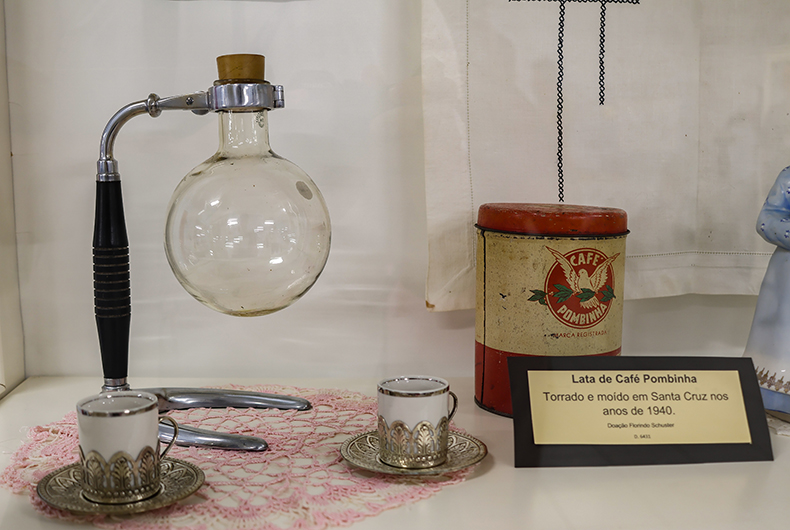 CAFÉ
POMBINHA
MARCA REGISTRADA
Lata de Café Pombinha
Torrado e moído em Santa Cruz nos
anos de 1940.
Doação Florindo Schuster